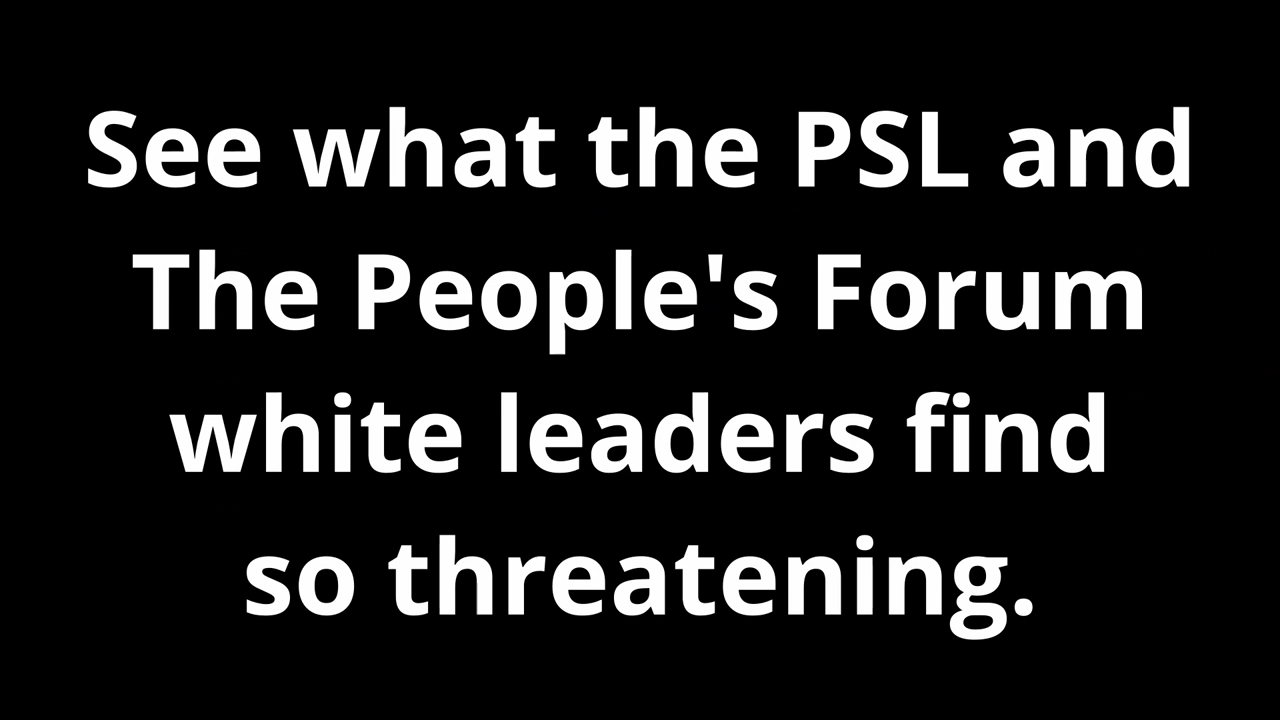 See what the PSL and
The People's Forum
white leaders find
so threatening.